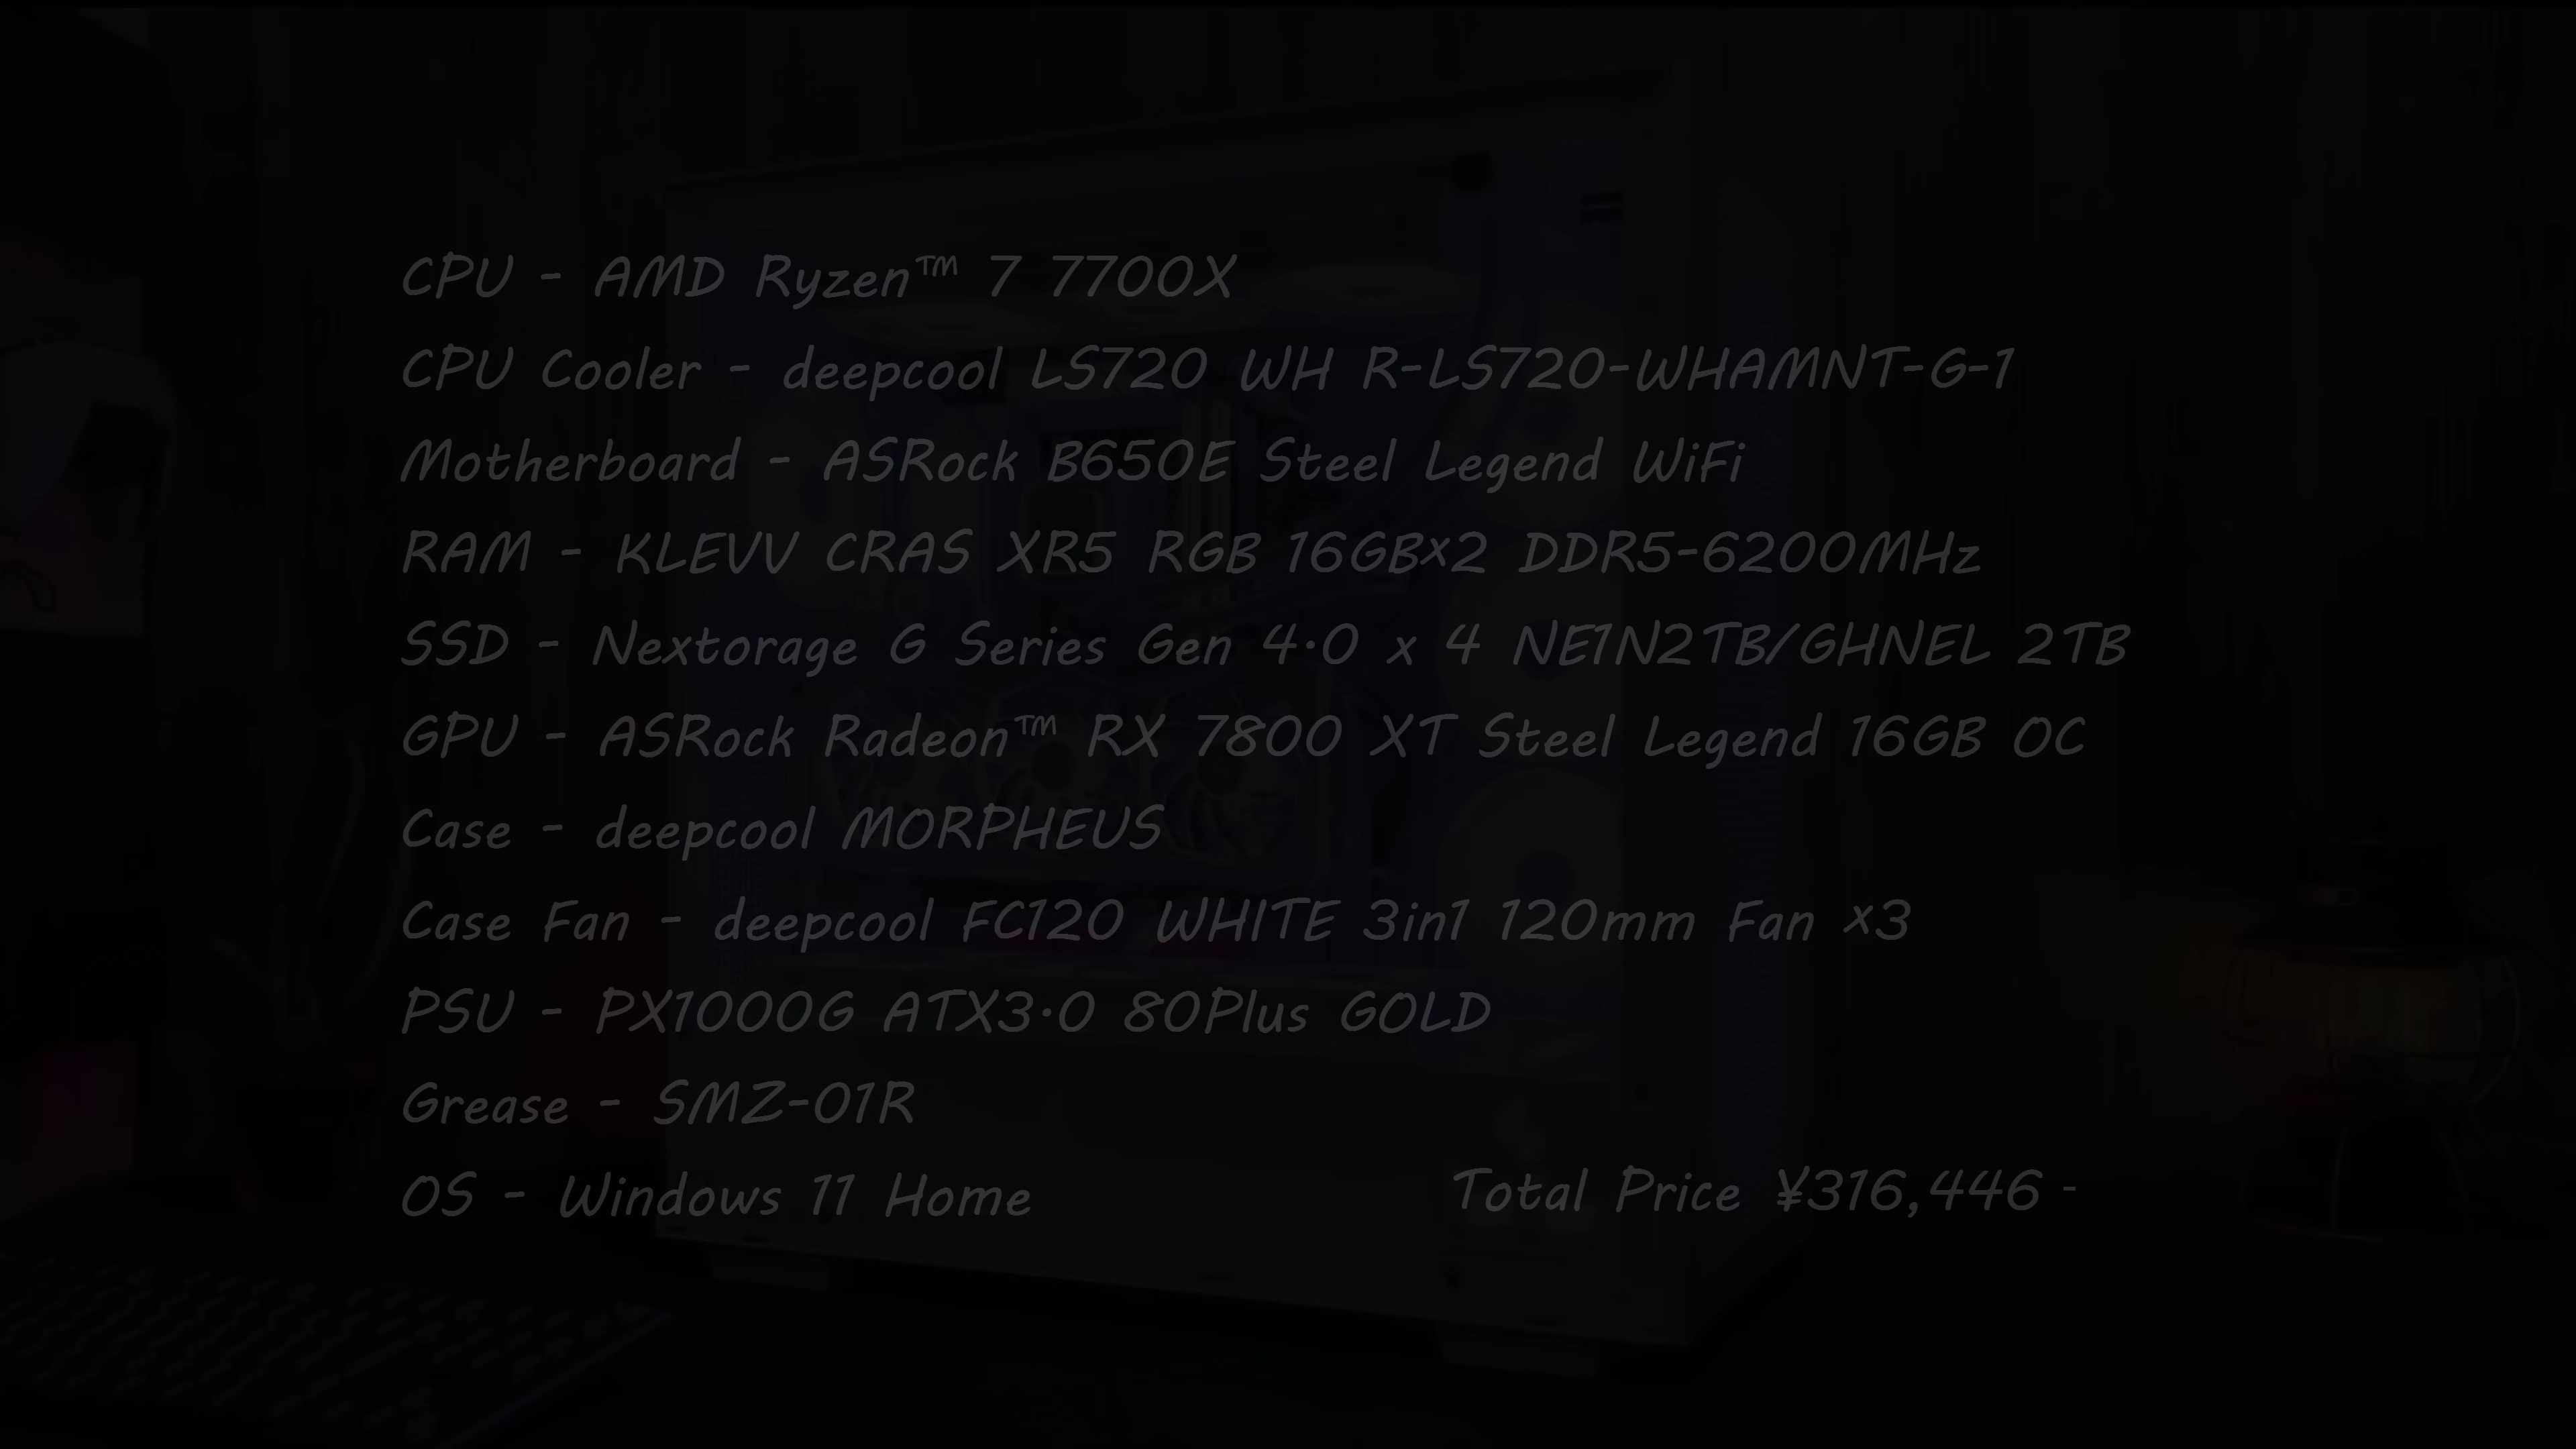 CPU - AMD Ryzen™ 7 7700X
CPU Cooler - deepcool LS720 WH R-LS720-WHAMNT-G-1
Motherboard - ASRock B650E Steel Legend WiFi
RAM - KLEVV CRAS XR5 RGB 16GBx2 DDR5-6200MHz
SSD - Nextorage G Series Gen 4.0 x 4 NE1N2TB/GHNEL 2TB
GPU - ASRock Radeon™ RX 7800 XT Steel Legend 16GB OC
Case - deepcool MORPHEUS
Case Fan - deepcool FC120 WHITE 3in1 120mm Fan x3
PSU - PX1000G ATX3.0 80Plus GOLD
Grease - SMZ-01R
OS - Windows 11 Home
Total Price ¥316,446 -